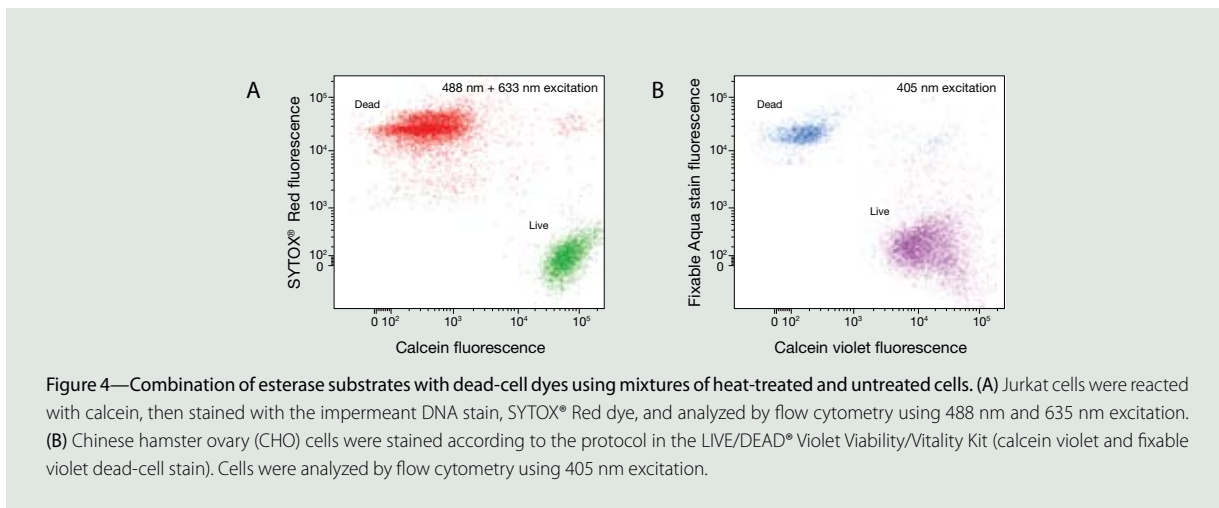 A
488 nm + 633 nm excitation
Dead
Live
SYTOX® Red fluorescence
10⁵
10⁴
10³
10²
0
0 10² 10³ 10⁴ 10⁵
Calcein fluorescence
B
405 nm excitation
Dead
Live
Fixable Aqua stain fluorescence
10⁵
10⁴
10³
10²
0
0 10² 10³ 10⁴ 10⁵
Calcein violet fluorescence
Figure 4—Combination of esterase substrates with dead-cell dyes using mixtures of heat-treated and untreated cells. (A) Jurkat cells were reacted
with calcein, then stained with the impermeant DNA stain, SYTOX® Red dye, and analyzed by flow cytometry using 488 nm and 635 nm excitation.
(B) Chinese hamster ovary (CHO) cells were stained according to the protocol in the LIVE/DEAD® Violet Viability/Vitality Kit (calcein violet and fixable
violet dead-cell stain). Cells were analyzed by flow cytometry using 405 nm excitation.